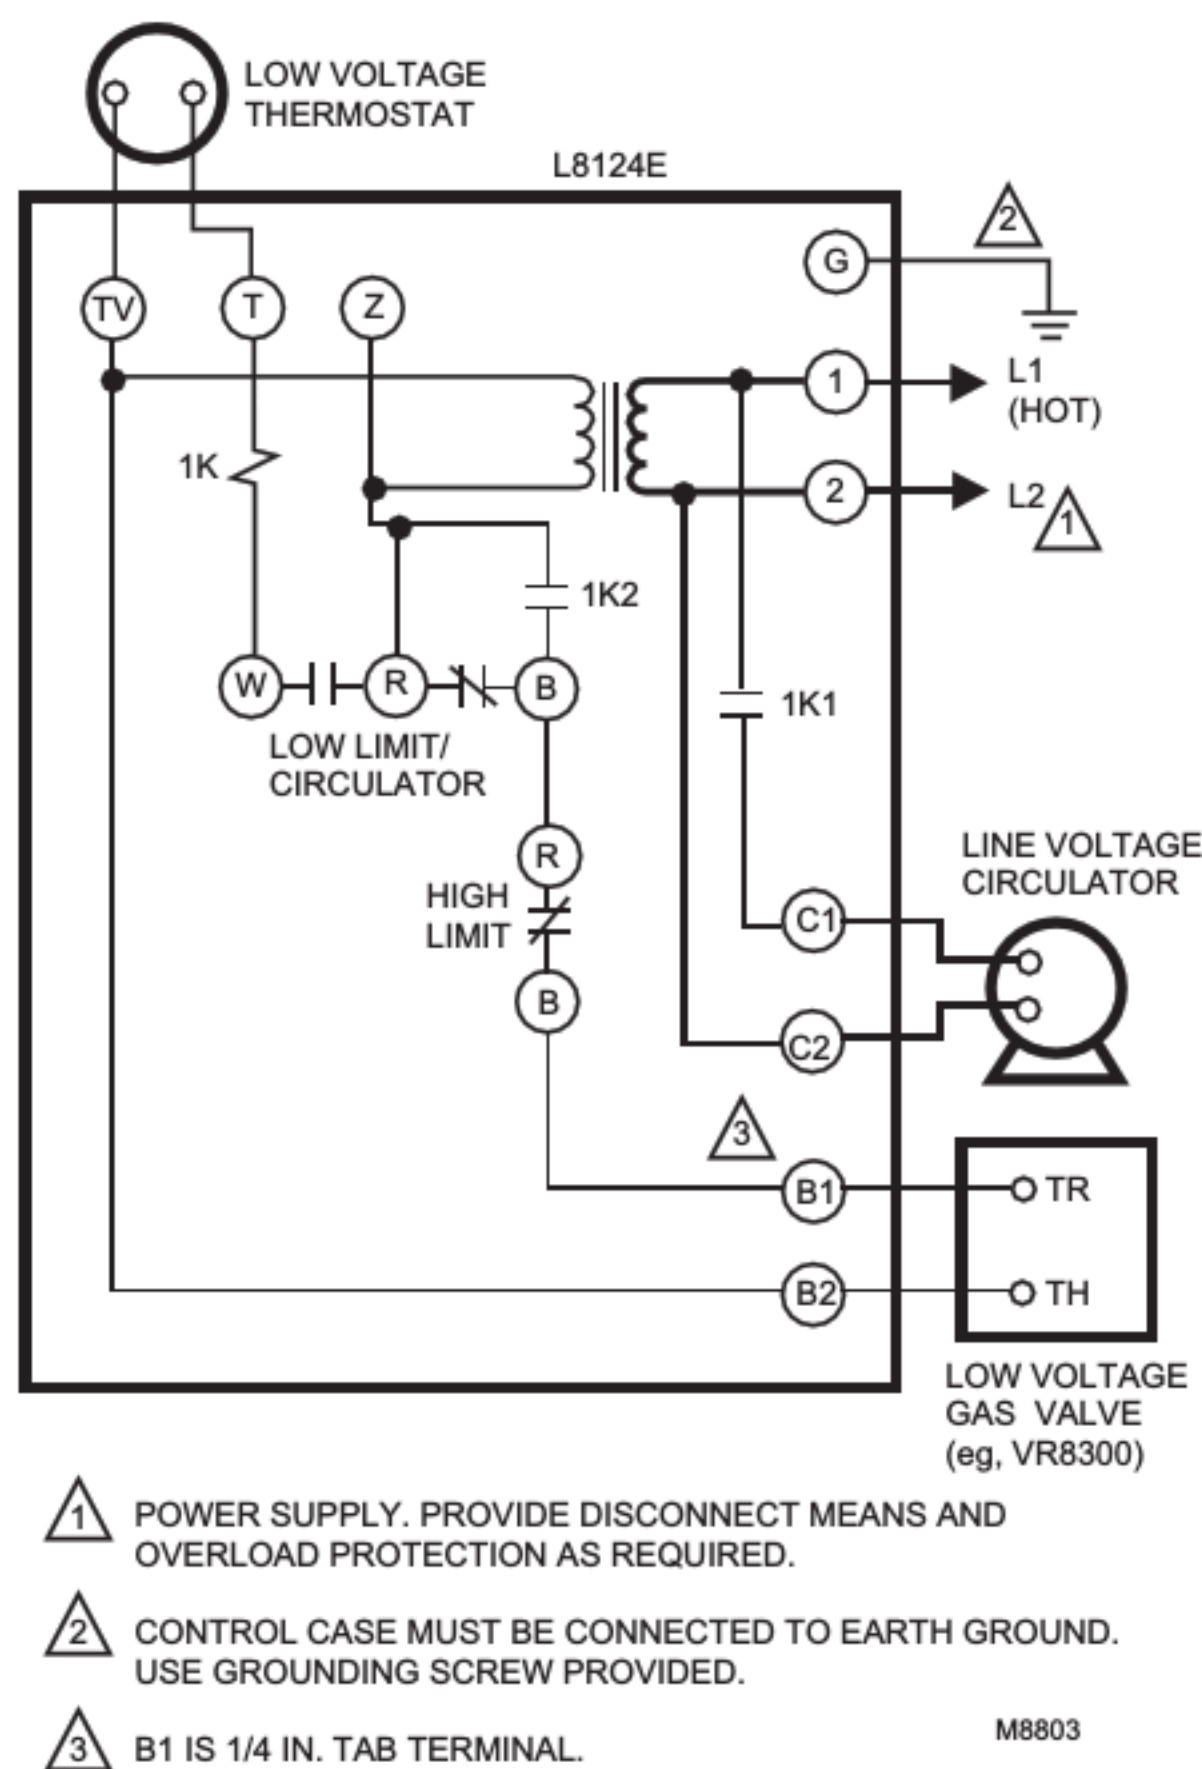 LOW VOLTAGE
THERMOSTAT
L8124E
2
G
TV
T
Z
L1
(HOT)
1
1K
2
L2
1
1K2
W
R
B
1K1
LOW LIMIT/
CIRCULATOR
R
HIGH
LIMIT
B
LINE VOLTAGE
CIRCULATOR
C1
C2
3
B1
TR
B2
TH
LOW VOLTAGE
GAS VALVE
(eg, VR8300)
1 POWER SUPPLY. PROVIDE DISCONNECT MEANS AND
OVERLOAD PROTECTION AS REQUIRED.
2 CONTROL CASE MUST BE CONNECTED TO EARTH GROUND.
USE GROUNDING SCREW PROVIDED.
3 B1 IS 1/4 IN. TAB TERMINAL.
M8803